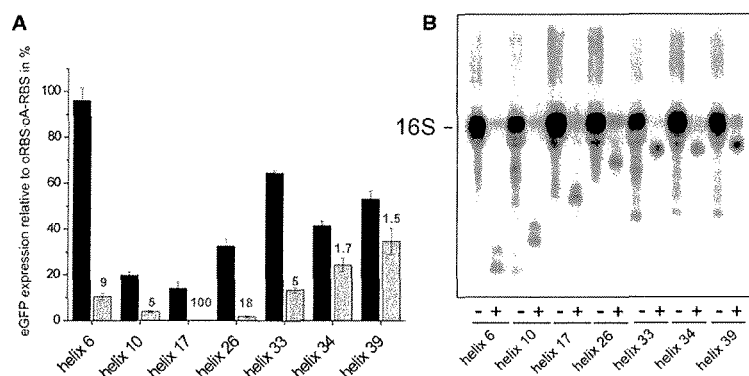 A
eGFP expression relative to oRBS·oA-RBS in %
100
80
60
40
20
0
9
5
100
18
5
1.7
1.5
helix 6
helix 10
helix 17
helix 26
helix 33
helix 34
helix 39
B
16S –
- + - + - + - + - + - + - +
helix 6
helix 10
helix 17
helix 26
helix 33
helix 34
helix 39